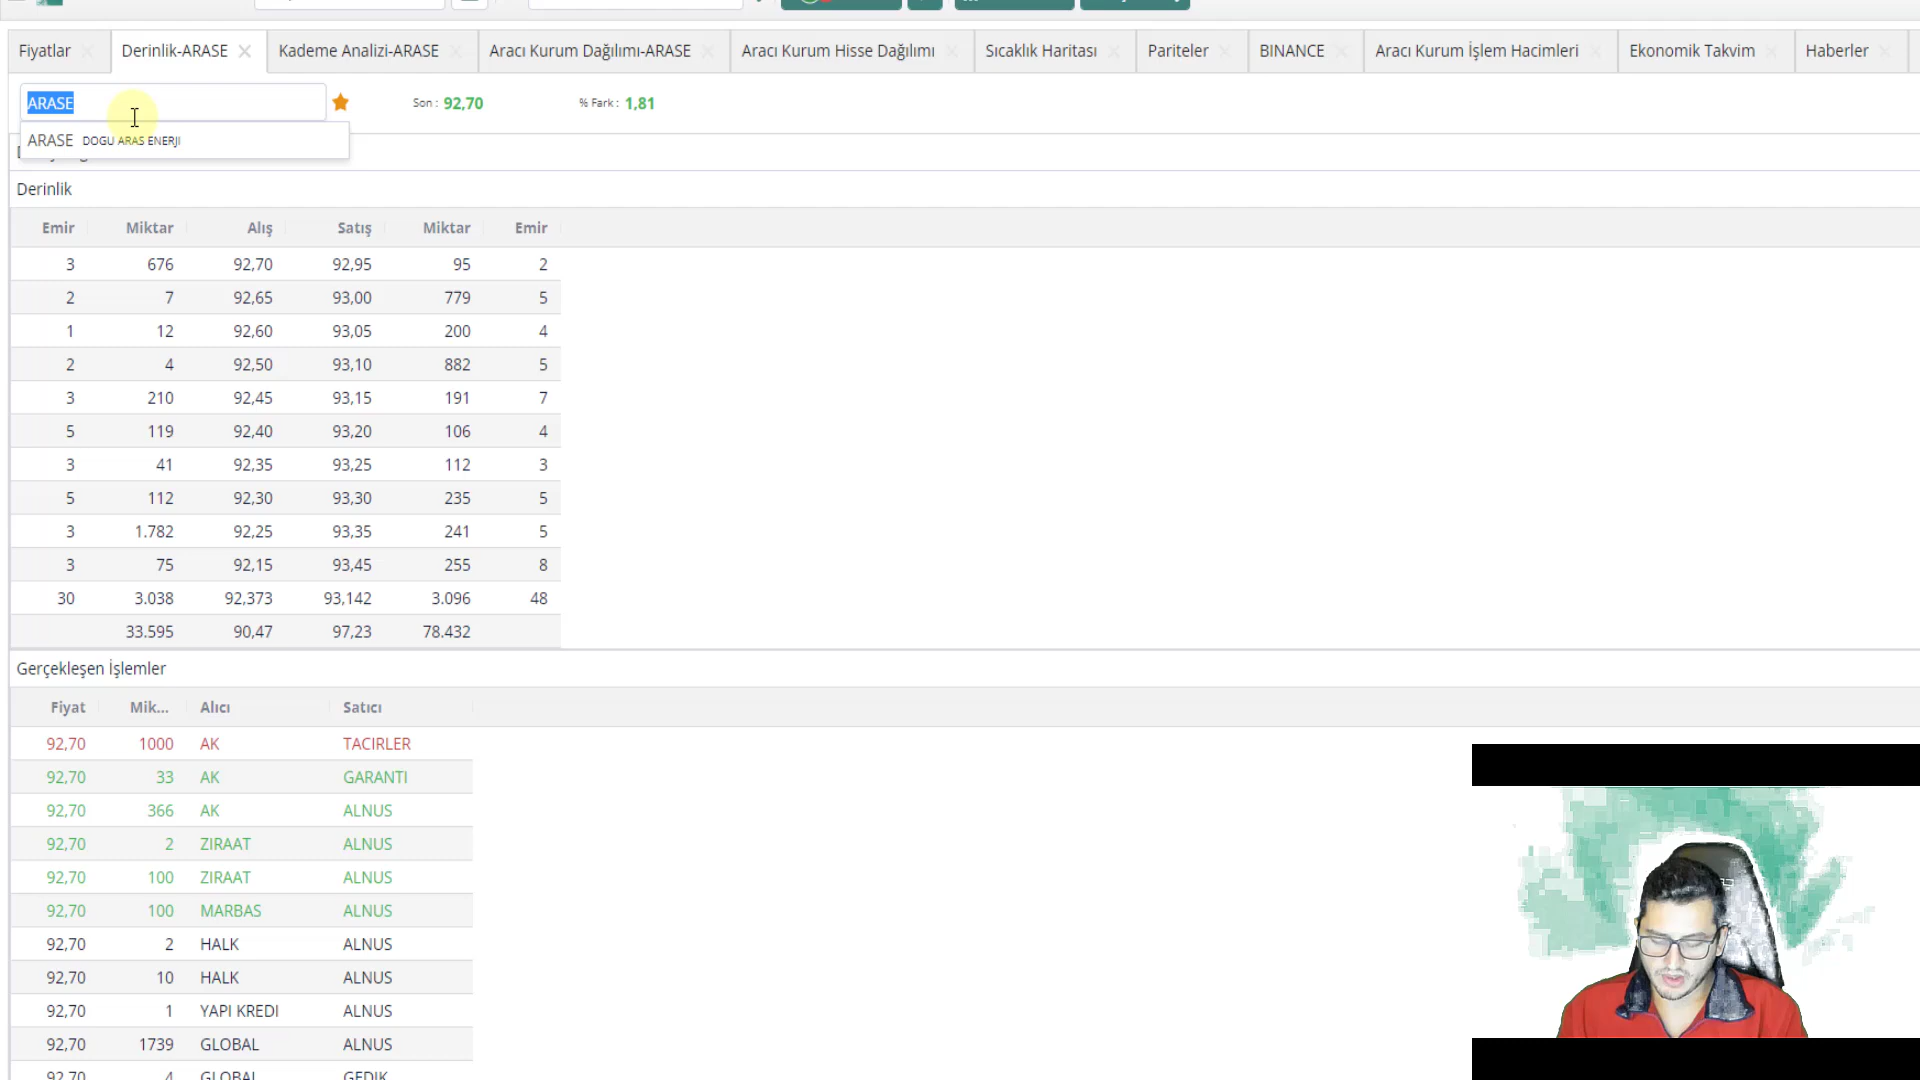 Fiyatlar Derinlik-ARASE Kademe Analizi-ARASE Aracı Kurum Dağılımı-ARASE Aracı Kurum Hisse Dağılımı Sıcaklık Haritası Pariteler BINANCE Aracı Kurum İşlem Hacimleri Ekonomik Takvim Haberler
ARASE Son : 92,70 % Fark : 1,81
ARASE DOGU ARAS ENERJI
Derinlik
Emir Miktar Alış Satış Miktar Emir
3 676 92,70 92,95 95 2
2 7 92,65 93,00 779 5
1 12 92,60 93,05 200 4
2 4 92,50 93,10 882 5
3 210 92,45 93,15 191 7
5 119 92,40 93,20 106 4
3 41 92,35 93,25 112 3
5 112 92,30 93,30 235 5
3 1.782 92,25 93,35 241 5
3 75 92,15 93,45 255 8
30 3.038 92,373 93,142 3.096 48
33.595 90,47 97,23 78.432
Gerçekleşen İşlemler
Fiyat Mik... Alıcı Satıcı
92,70 1000 AK TACIRLER
92,70 33 AK GARANTI
92,70 366 AK ALNUS
92,70 2 ZIRAAT ALNUS
92,70 100 ZIRAAT ALNUS
92,70 100 MARBAS ALNUS
92,70 2 HALK ALNUS
92,70 10 HALK ALNUS
92,70 1 YAPI KREDI ALNUS
92,70 1739 GLOBAL ALNUS
92,70 4 GLOBAL GEDIK